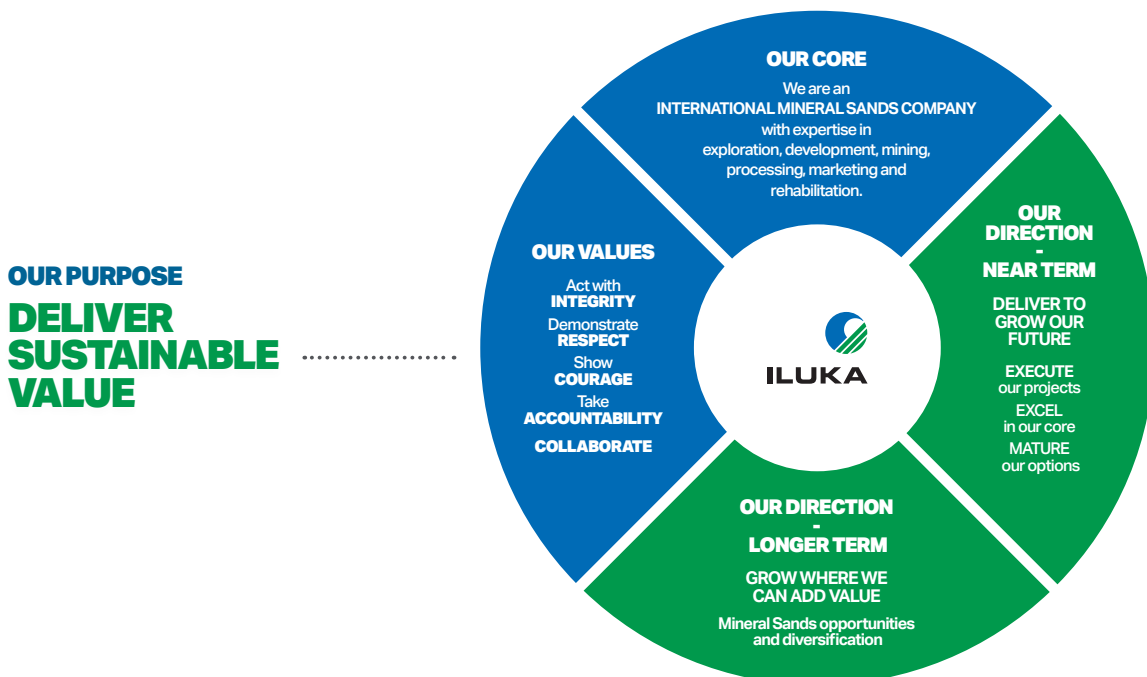 OUR PURPOSE
DELIVER
SUSTAINABLE
VALUE
OUR CORE
We are an
INTERNATIONAL MINERAL SANDS COMPANY
with expertise in
exploration, development, mining,
processing, marketing and
rehabilitation.
OUR
DIRECTION
-
NEAR TERM
DELIVER TO
GROW OUR
FUTURE
EXECUTE
our projects
EXCEL
in our core
MATURE
our options
OUR DIRECTION
-
LONGER TERM
GROW WHERE WE
CAN ADD VALUE
Mineral Sands opportunities
and diversification
OUR VALUES
Act with
INTEGRITY
Demonstrate
RESPECT
Show
COURAGE
Take
ACCOUNTABILITY
COLLABORATE
ILUKA